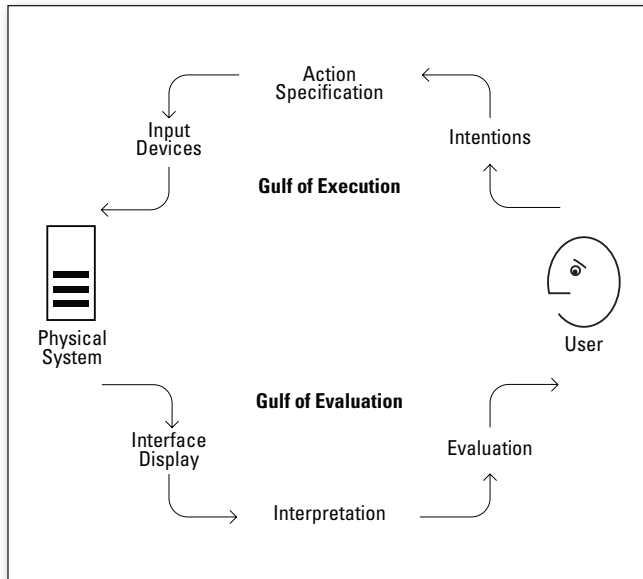 Action
Specification
Input
Devices
Intentions
Gulf of Execution
Physical
System
User
Gulf of Evaluation
Interface
Display
Evaluation
Interpretation